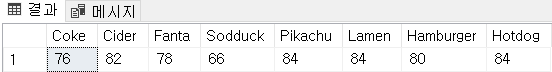 결과 메시지
Coke Cider Fanta Sodduck Pikachu Lamen Hamburger Hotdog
1 76 82 78 66 84 84 80 84